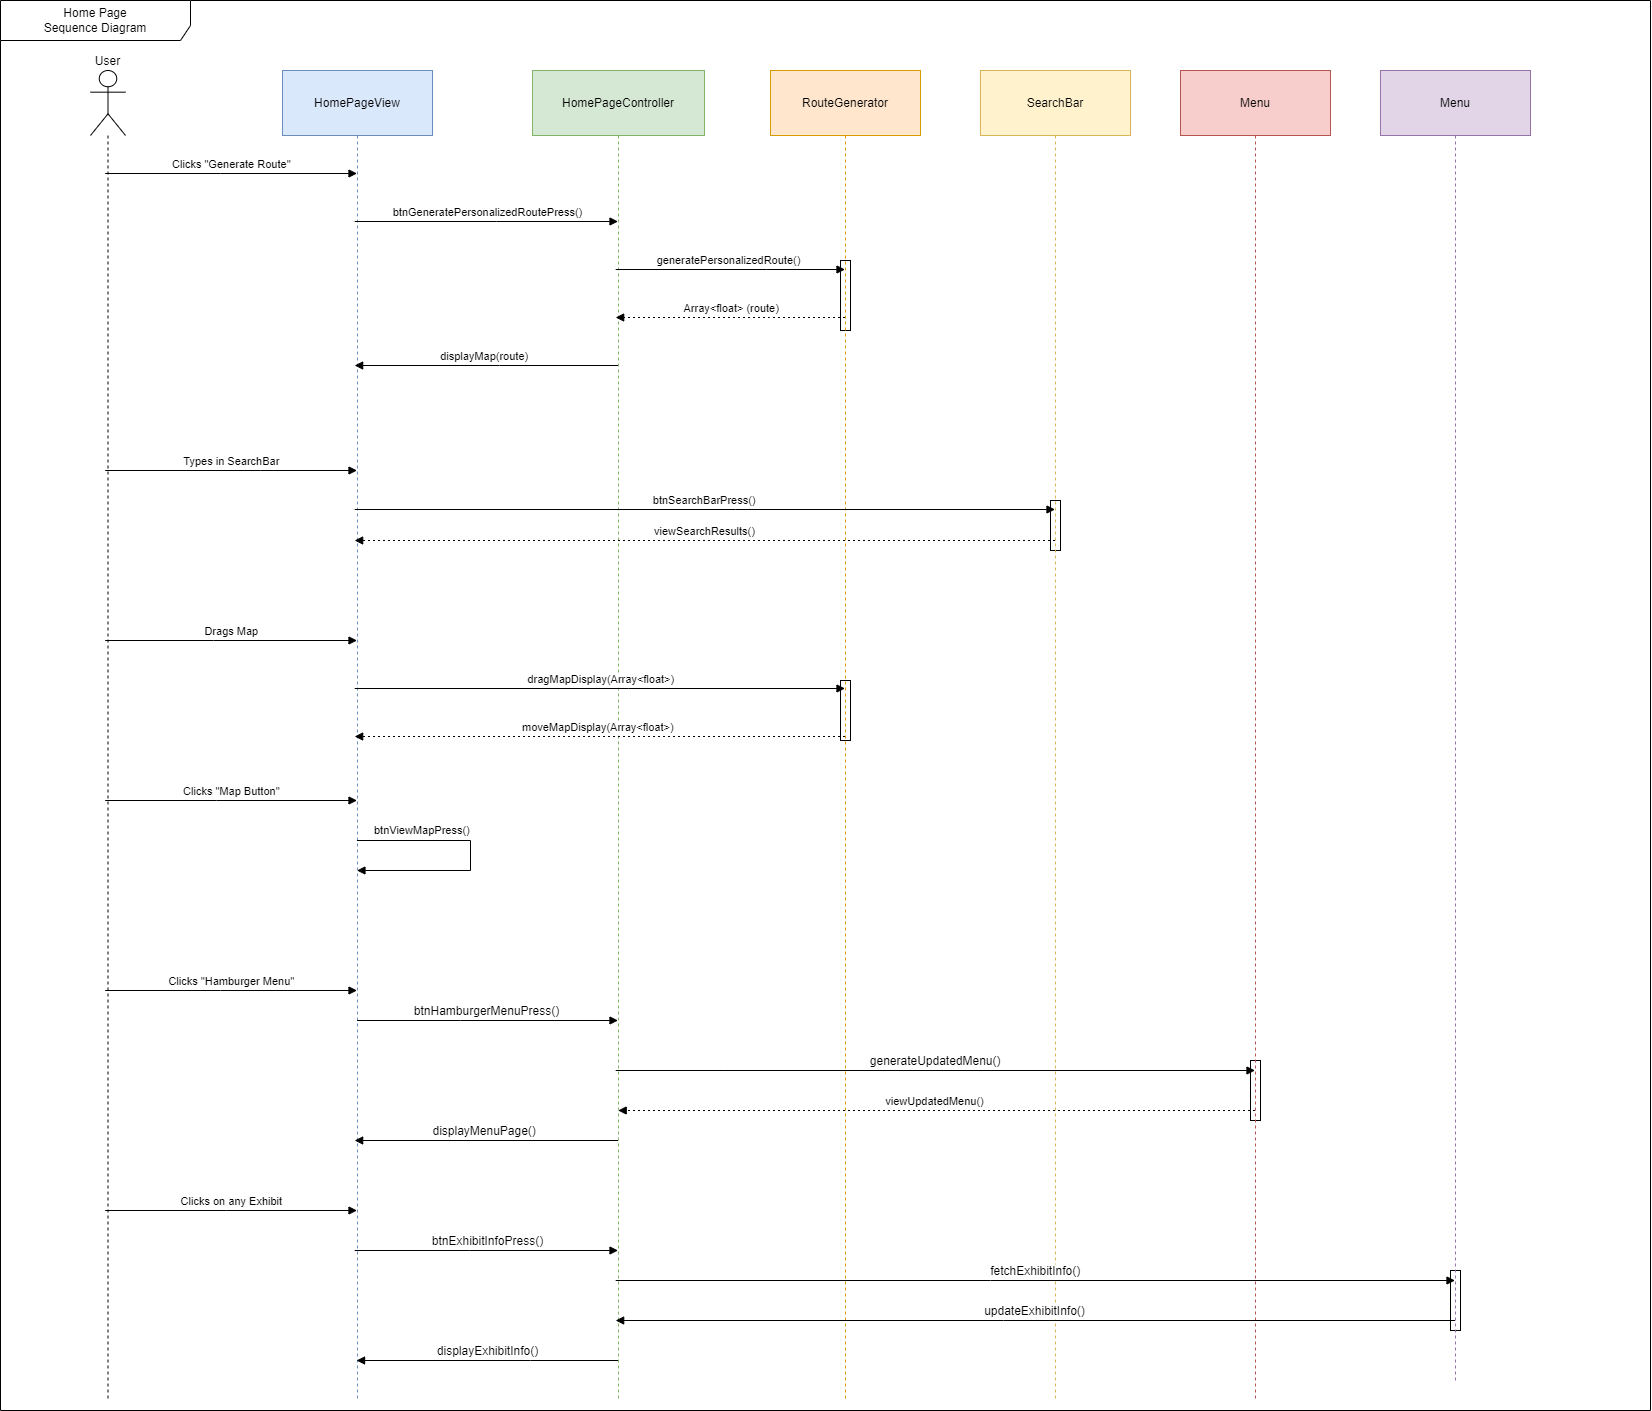 Home Page
Sequence Diagram
User
HomePageView
HomePageController
RouteGenerator
SearchBar
Menu
Menu
Clicks "Generate Route"
btnGeneratePersonalizedRoutePress()
generatePersonalizedRoute()
Array<float> (route)
displayMap(route)
Types in SearchBar
btnSearchBarPress()
viewSearchResults()
Drags Map
dragMapDisplay(Array<float>)
moveMapDisplay(Array<float>)
Clicks "Map Button"
btnViewMapPress()
Clicks "Hamburger Menu"
btnHamburgerMenuPress()
generateUpdatedMenu()
viewUpdatedMenu()
displayMenuPage()
Clicks on any Exhibit
btnExhibitInfoPress()
fetchExhibitInfo()
updateExhibitInfo()
displayExhibitInfo()